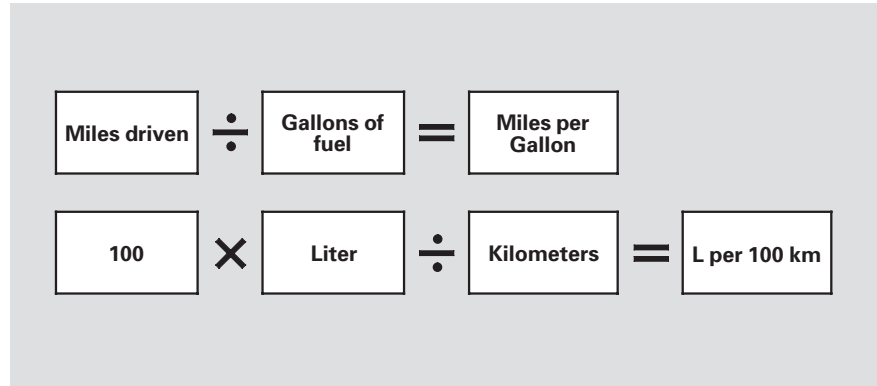 Miles driven ÷ Gallons of fuel = Miles per Gallon
100 × Liter ÷ Kilometers = L per 100 km